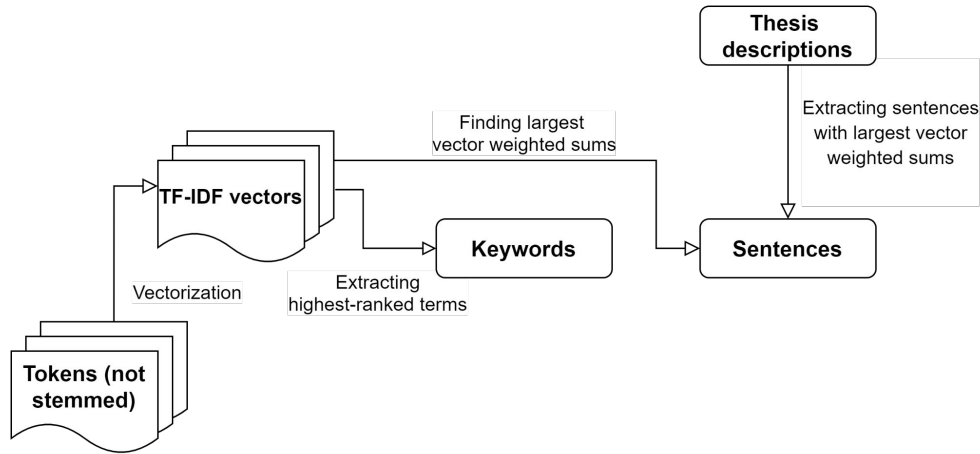 Thesis
descriptions
Extracting sentences
with largest vector
weighted sums
Finding largest
vector weighted sums
TF-IDF vectors
Keywords
Sentences
Vectorization
Extracting
highest-ranked terms
Tokens (not
stemmed)